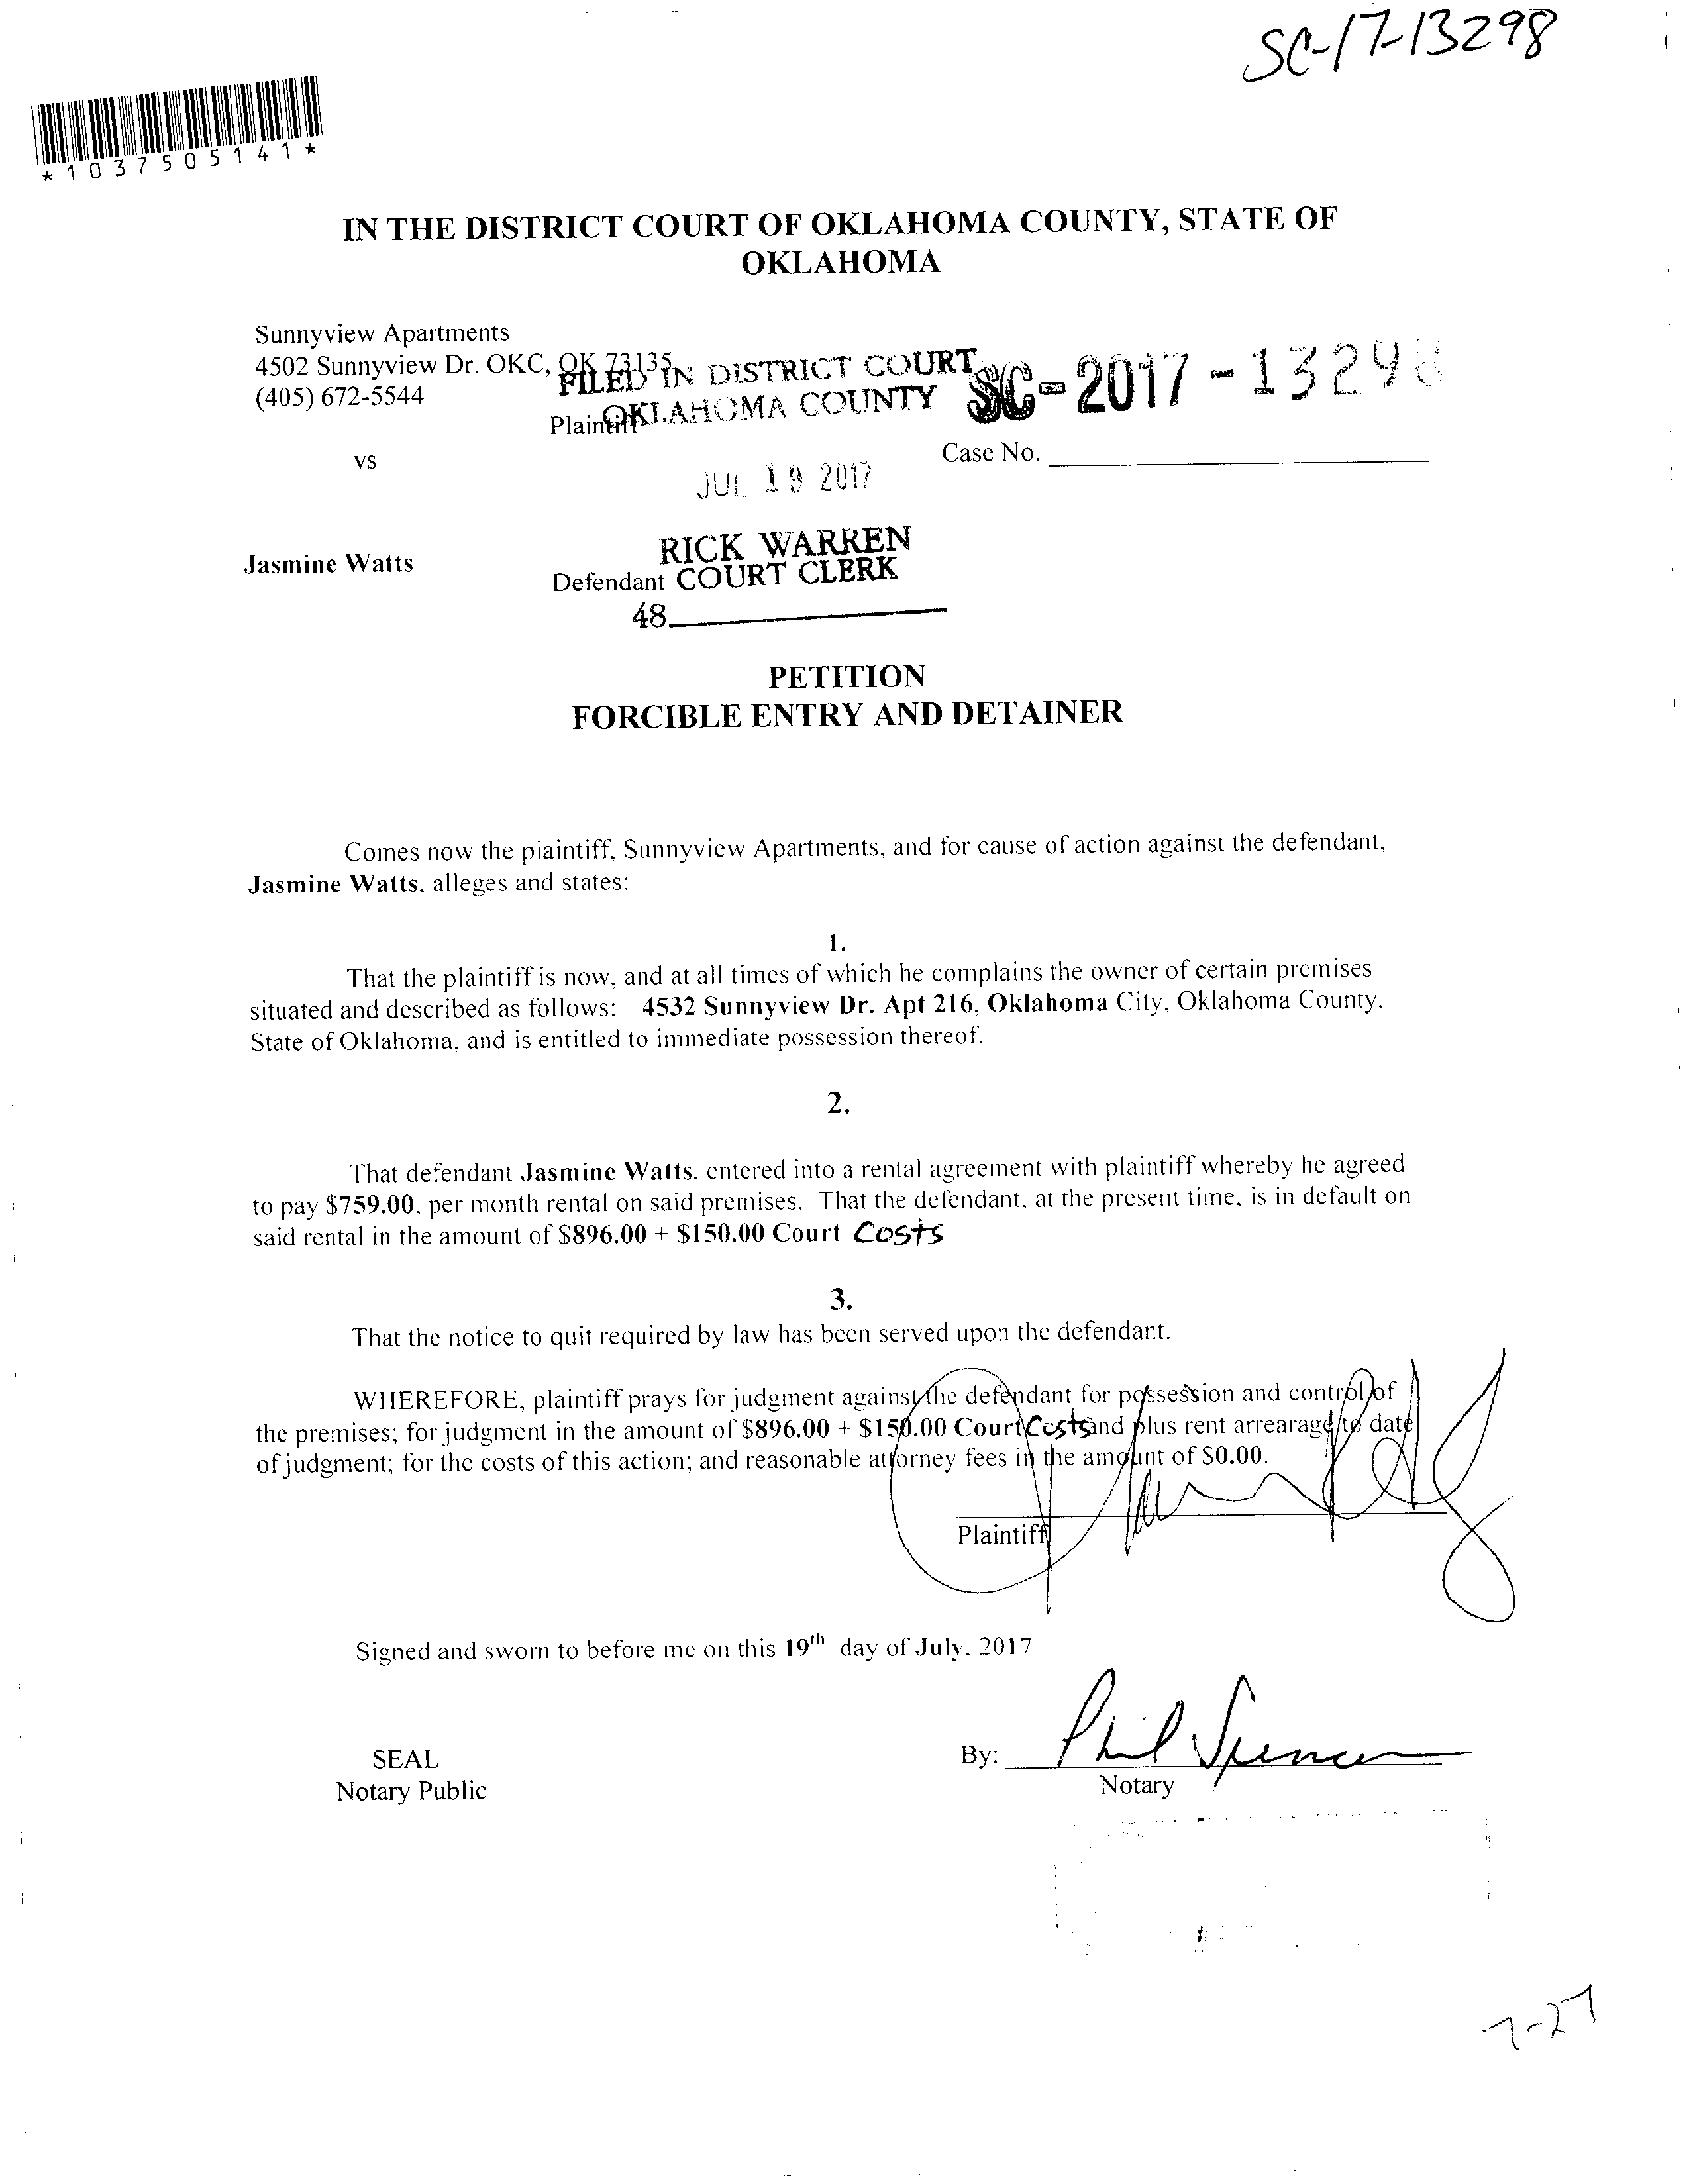 SC-17-13298
*1037505141*
IN THE DISTRICT COURT OF OKLAHOMA COUNTY, STATE OF
OKLAHOMA
Sunnyview Apartments
4502 Sunnyview Dr. OKC, OK 73135
(405) 672-5544
FILED IN DISTRICT COURT
OKLAHOMA COUNTY
SC-2017-13298
Plaintiff
vs
Case No.
JUL 19 2017
Jasmine Watts
RICK WARREN
Defendant COURT CLERK
48
PETITION
FORCIBLE ENTRY AND DETAINER
Comes now the plaintiff, Sunnyview Apartments, and for cause of action against the defendant,
Jasmine Watts. alleges and states:
1.
That the plaintiff is now, and at all times of which he complains the owner of certain premises
situated and described as follows: 4532 Sunnyview Dr. Apt 216, Oklahoma City, Oklahoma County.
State of Oklahoma, and is entitled to immediate possession thereof.
2.
That defendant Jasmine Watts. entered into a rental agreement with plaintiff whereby he agreed
to pay $759.00. per month rental on said premises. That the defendant, at the present time, is in default on
said rental in the amount of $896.00 + $150.00 Court Costs
3.
That the notice to quit required by law has been served upon the defendant.
WHEREFORE, plaintiff prays for judgment against the defendant for possession and control of
the premises; for judgment in the amount of $896.00 + $150.00 Court Costs and plus rent arrearage to date
of judgment; for the costs of this action; and reasonable attorney fees in the amount of $0.00.
Plaintiff
Signed and sworn to before me on this 19th day of July, 2017
By: Phil Spencer
SEAL
Notary Public
Notary
7-27